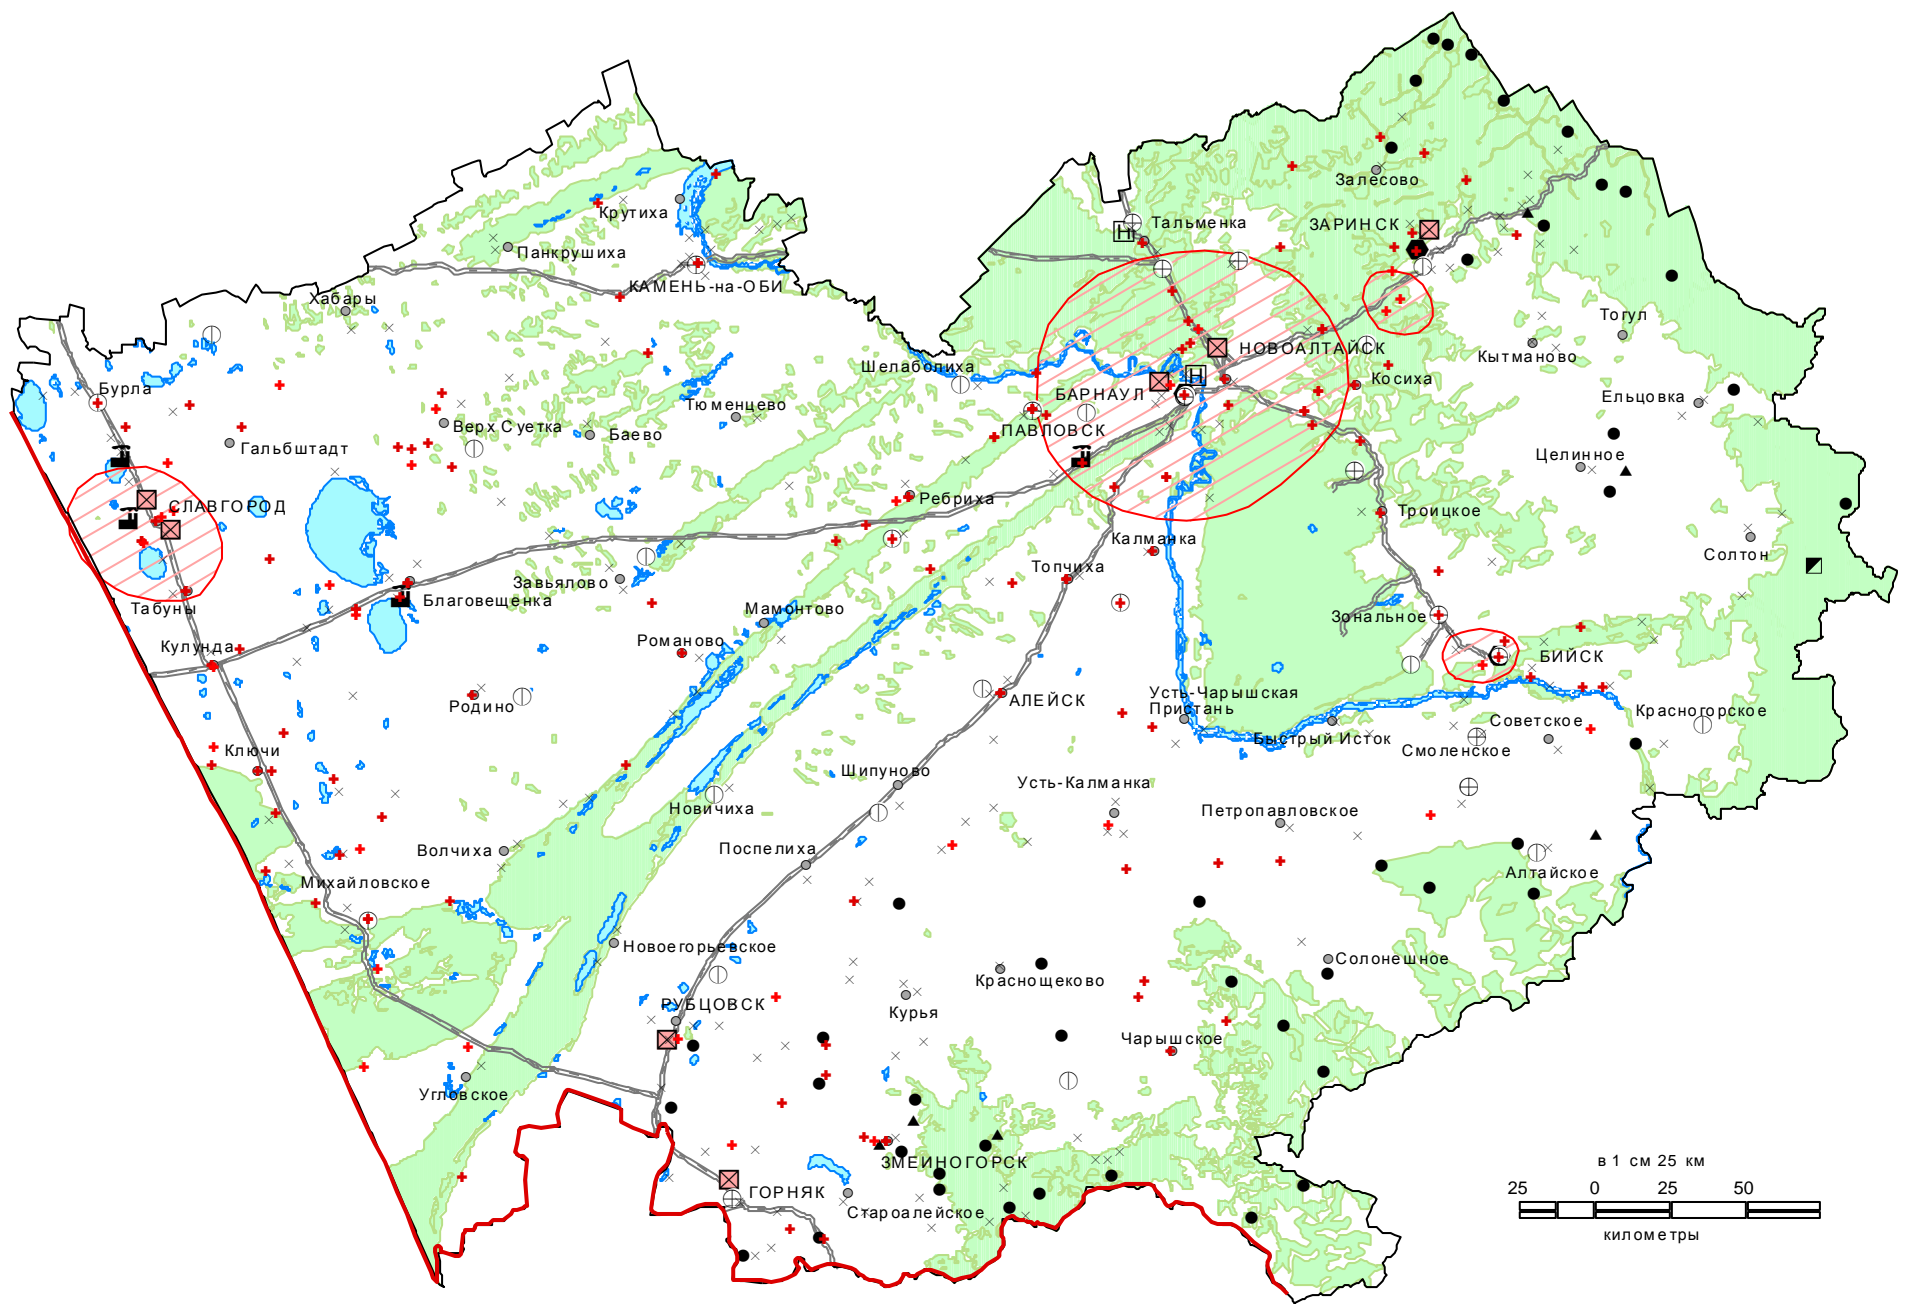 Залесово
Крутиха
Тальменка
ЗАРИНСК
Панкрушиха
КАМЕНЬ-на-ОБИ
Хабары
Тогул
НОВОАЛТАЙСК
Кытманово
Шелаболиха
Косиха
Бурла
БАРНАУЛ
Ельцовка
Тюменцево
Верх Суетка
Баево
ПАВЛОВСК
Гальбштадт
Целинное
Ребриха
СЛАВГОРОД
Троицкое
Калманка
Солтон
Топчиха
Завьялово
Благовещенка
Табуны
Мамонтово
Зональное
Романово
Кулунда
БИЙСК
Усть-Чарышская
Пристань
АЛЕЙСК
Родино
Красногорское
Советское
Быстрый Исток
Смоленское
Ключи
Шипуново
Усть-Калманка
Новичиха
Петропавловское
Волчиха
Поспелиха
Алтайское
Михайловское
Новоегорьевское
Солонешное
Краснощеково
РУБЦОВСК
Курья
Чарышское
Угловское
ЗМЕИНОГОРСК
в 1 см 25 км
ГОРНЯК
25 0 25 50
Староалейское
километры
Н
Н